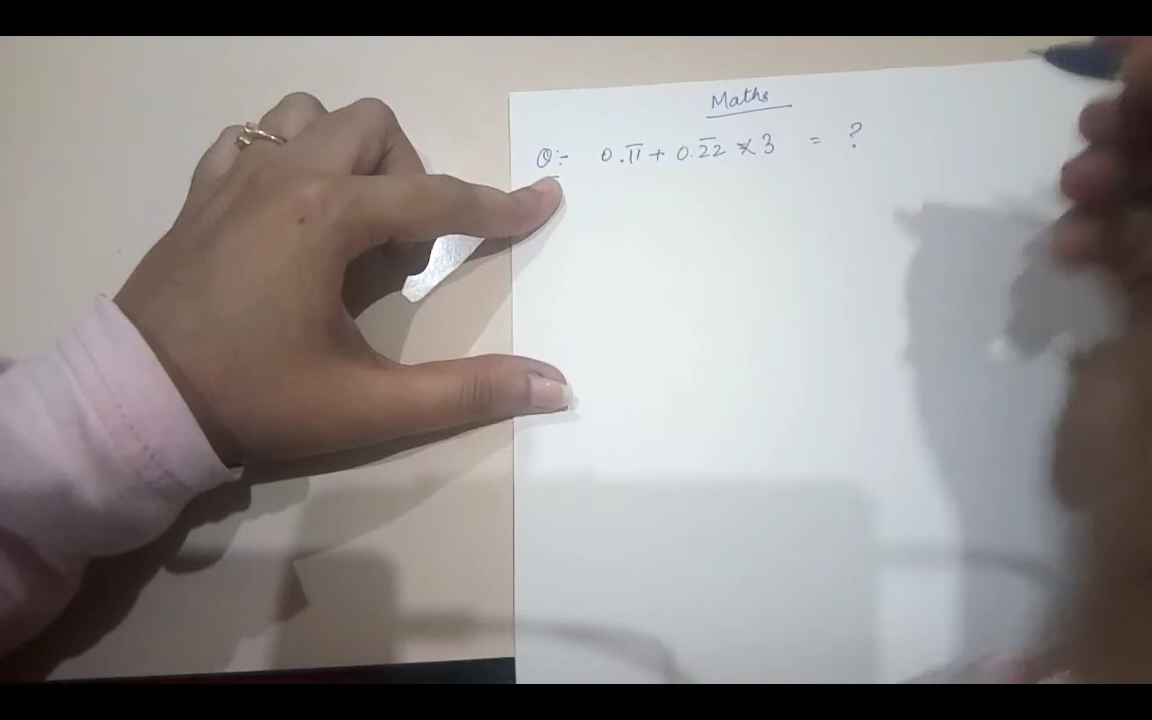 Maths
Q:- 0.1̅1̅ + 0.2̅2̅ × 3 = ?